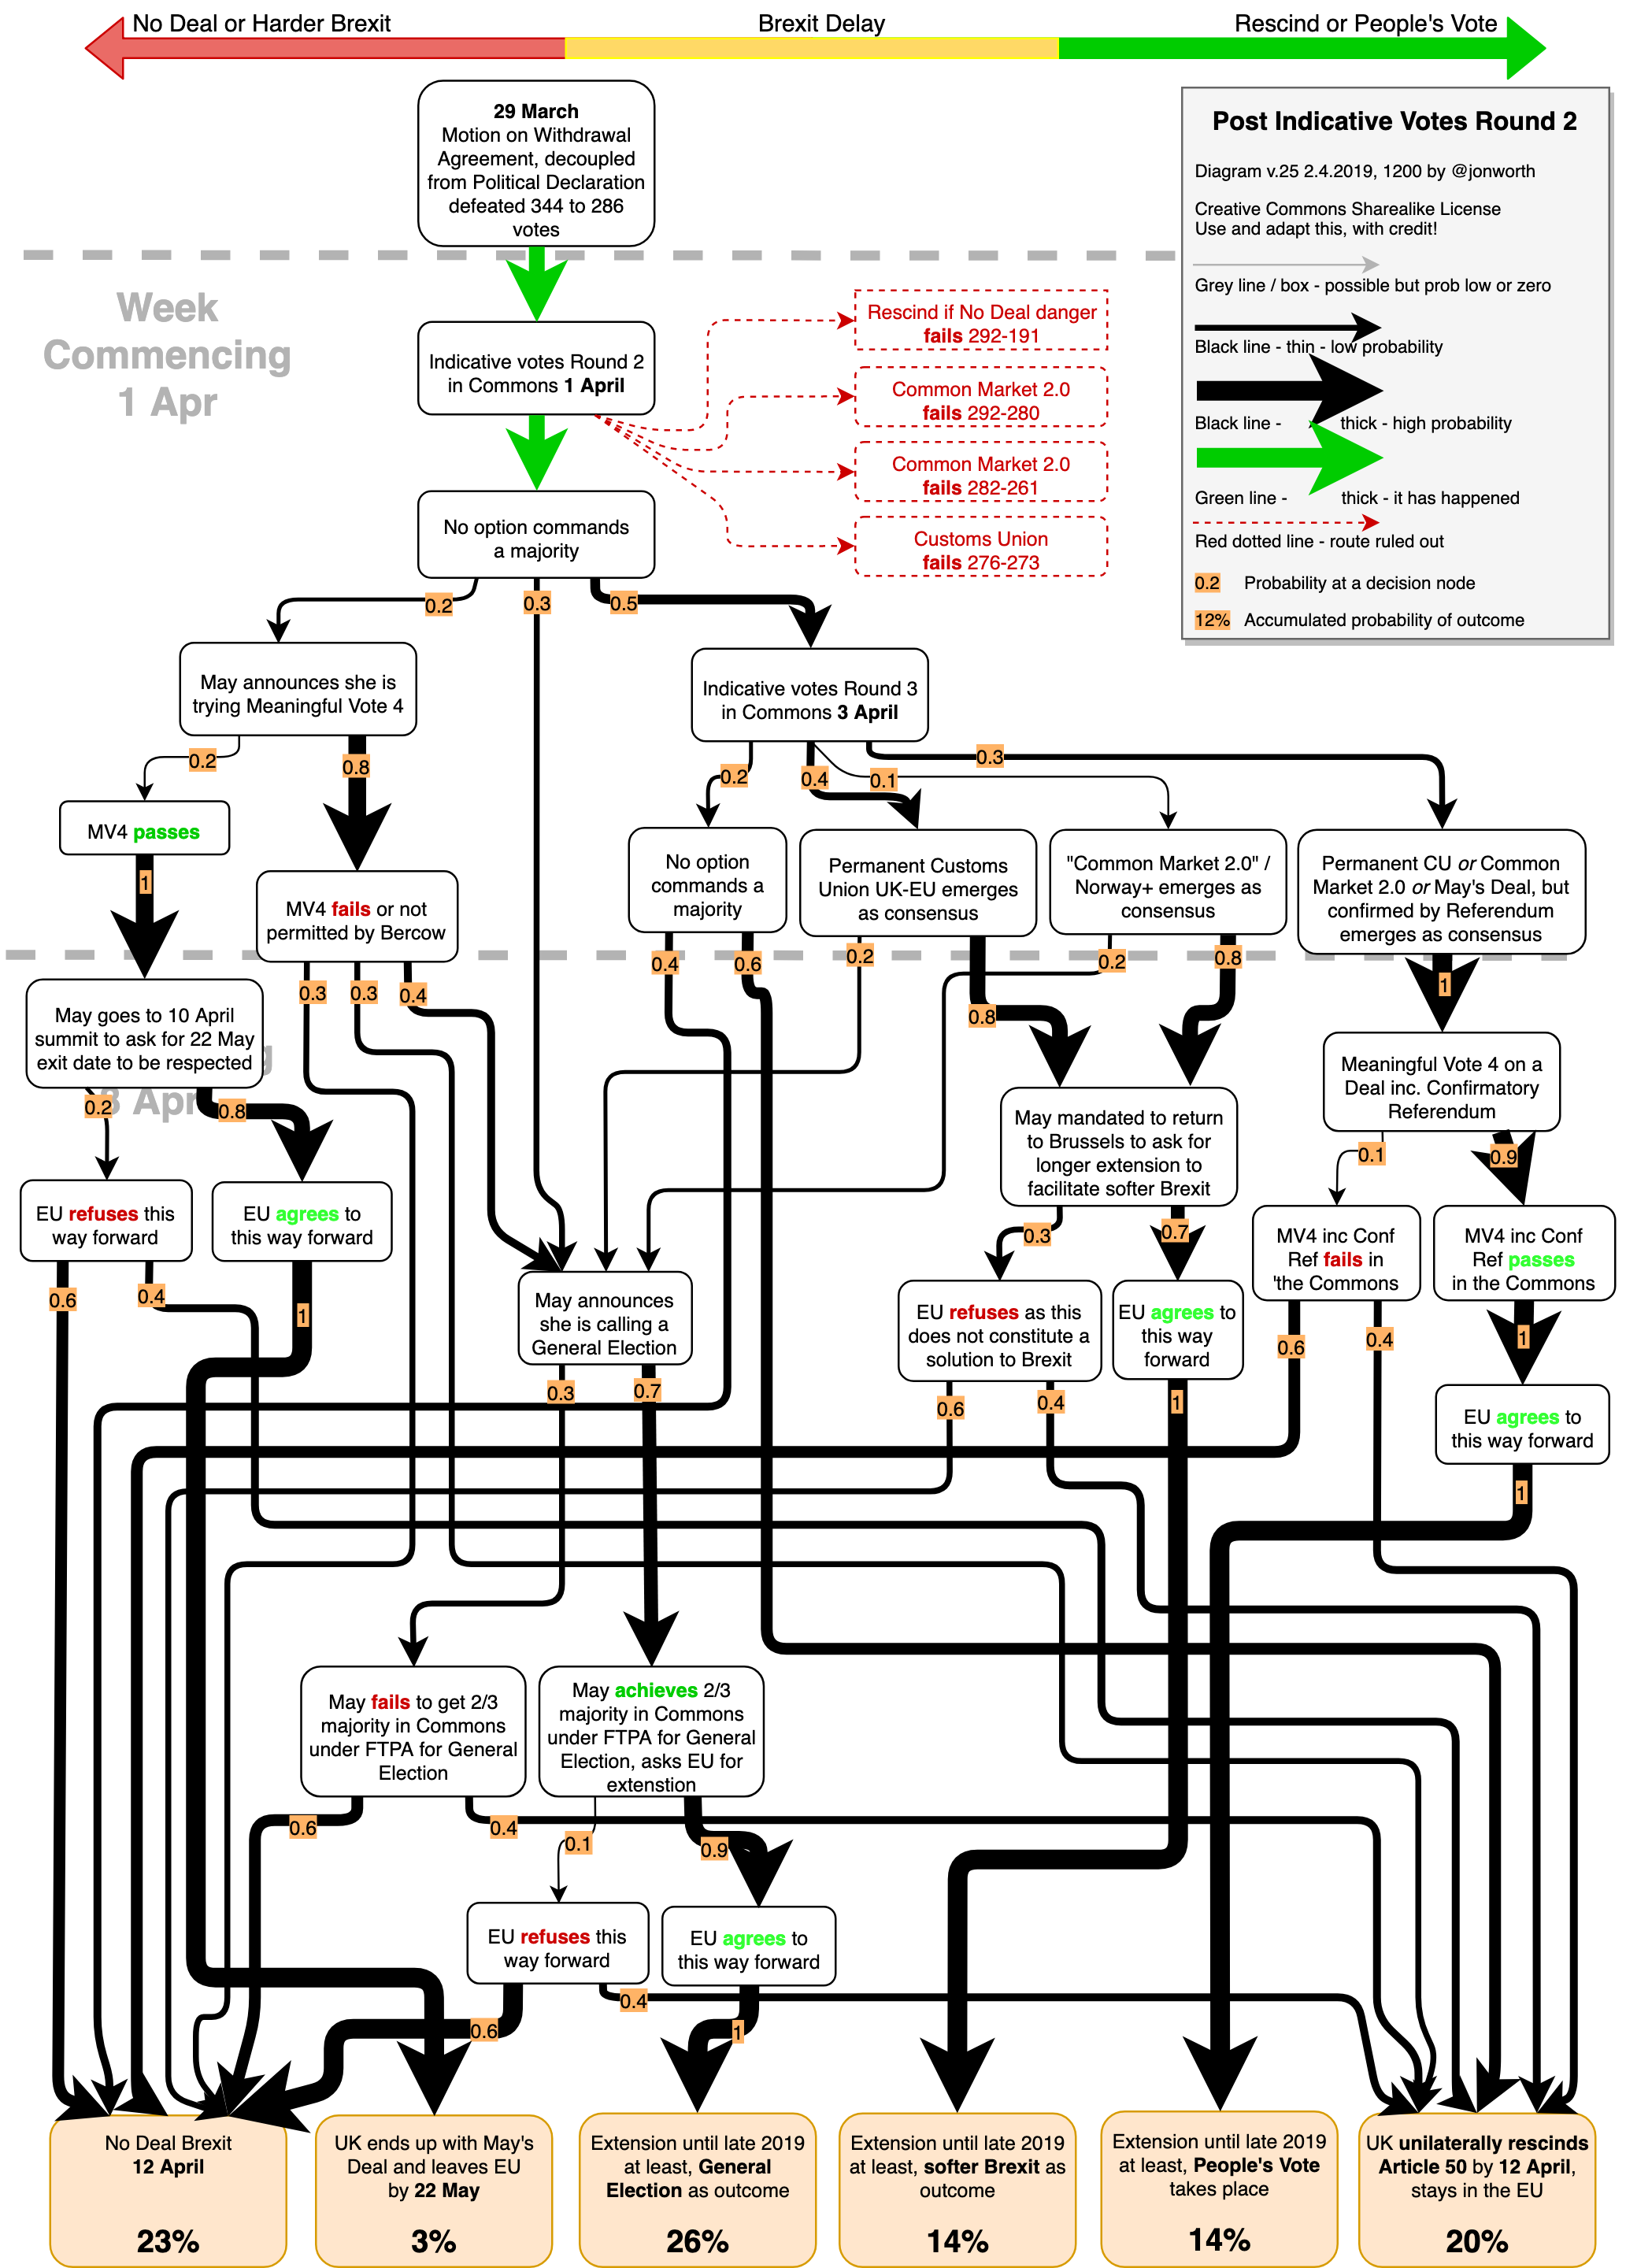 No Deal or Harder Brexit
Brexit Delay
Rescind or People's Vote
29 March
Motion on Withdrawal
Agreement, decoupled
from Political Declaration
defeated 344 to 286
votes
Post Indicative Votes Round 2
Diagram v.25 2.4.2019, 1200 by @jonworth
Creative Commons Sharealike License
Use and adapt this, with credit!
Grey line / box - possible but prob low or zero
Black line - thin - low probability
Black line - thick - high probability
Green line - thick - it has happened
Red dotted line - route ruled out
0.2 Probability at a decision node
12% Accumulated probability of outcome
Week
Commencing
1 Apr
Indicative votes Round 2
in Commons 1 April
Rescind if No Deal danger
fails 292-191
Common Market 2.0
fails 292-280
Common Market 2.0
fails 282-261
Customs Union
fails 276-273
No option commands
a majority
0.2
0.3
0.5
May announces she is
trying Meaningful Vote 4
Indicative votes Round 3
in Commons 3 April
0.2
0.8
0.2
0.4
0.1
0.3
MV4 passes
MV4 fails or not
permitted by Bercow
No option
commands a
majority
Permanent Customs
Union UK-EU emerges
as consensus
"Common Market 2.0" /
Norway+ emerges as
consensus
Permanent CU or Common
Market 2.0 or May's Deal, but
confirmed by Referendum
emerges as consensus
1
0.3
0.3
0.4
0.4
0.6
0.2
0.8
0.2
0.8
1
g
8 Apr
May goes to 10 April
summit to ask for 22 May
exit date to be respected
0.2
0.8
May mandated to return
to Brussels to ask for
longer extension to
facilitate softer Brexit
Meaningful Vote 4 on a
Deal inc. Confirmatory
Referendum
0.1
0.9
EU refuses this
way forward
EU agrees to
this way forward
0.3
0.7
MV4 inc Conf
Ref fails in
'the Commons
MV4 inc Conf
Ref passes
in the Commons
0.6
0.4
1
May announces
she is calling a
General Election
EU refuses as this
does not constitute a
solution to Brexit
EU agrees to
this way
forward
0.6
0.4
1
0.3
0.7
0.6
0.4
1
EU agrees to
this way forward
1
May fails to get 2/3
majority in Commons
under FTPA for General
Election
May achieves 2/3
majority in Commons
under FTPA for General
Election, asks EU for
extenstion
0.6
0.4
0.1
0.9
EU refuses this
way forward
EU agrees to
this way forward
0.6
0.4
1
No Deal Brexit
12 April
23%
UK ends up with May's
Deal and leaves EU
by 22 May
3%
Extension until late 2019
at least, General
Election as outcome
26%
Extension until late 2019
at least, softer Brexit as
outcome
14%
Extension until late 2019
at least, People's Vote
takes place
14%
UK unilaterally rescinds
Article 50 by 12 April,
stays in the EU
20%